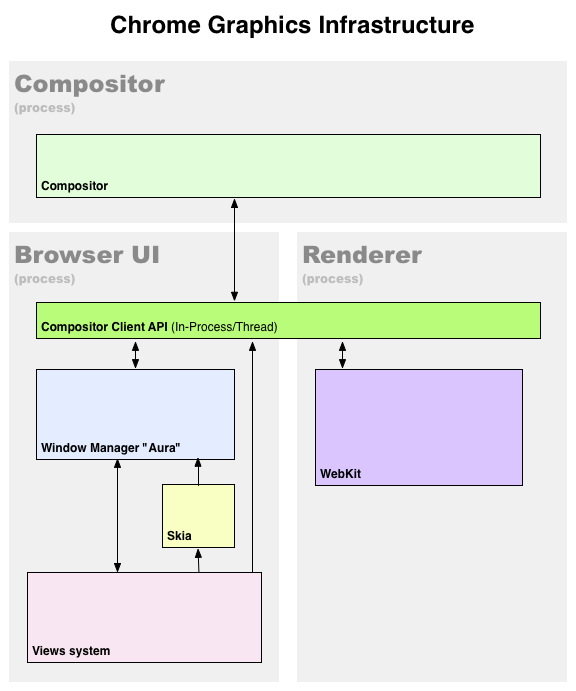 Chrome Graphics Infrastructure
Compositor
(process)
Compositor
Browser UI
(process)
Renderer
(process)
Compositor Client API (In-Process/Thread)
Window Manager "Aura"
WebKit
Skia
Views system